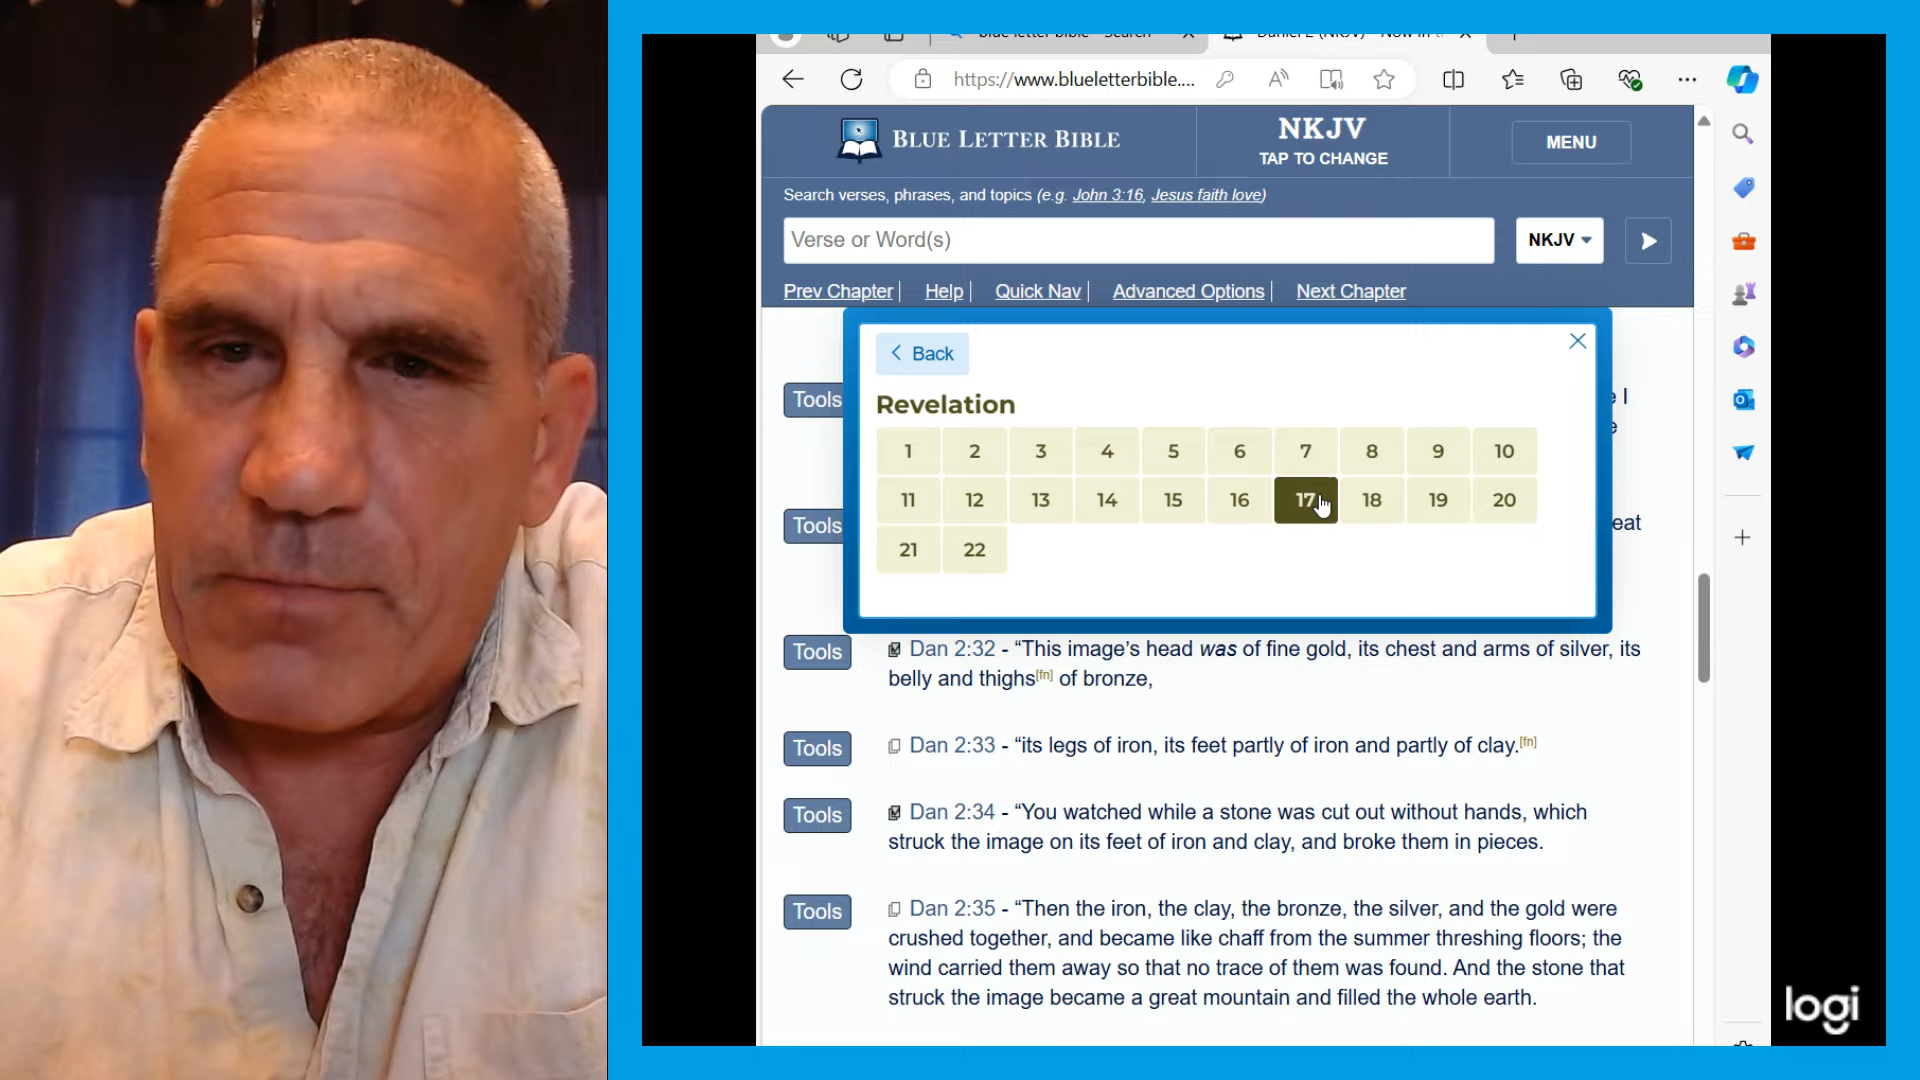 https://www.blueletterbible....
BLUE LETTER BIBLE
NKJV
TAP TO CHANGE
MENU
Search verses, phrases, and topics (e.g. John 3:16, Jesus faith love)
Verse or Word(s)
NKJV
Prev Chapter | Help | Quick Nav | Advanced Options | Next Chapter
Back
Revelation
1 2 3 4 5 6 7 8 9 10
11 12 13 14 15 16 17 18 19 20
21 22
Tools
I
Tools
eat
Tools
Dan 2:32 - “This image’s head was of fine gold, its chest and arms of silver, its
belly and thighs[fn] of bronze,
Tools
Dan 2:33 - “its legs of iron, its feet partly of iron and partly of clay.[fn]
Tools
Dan 2:34 - “You watched while a stone was cut out without hands, which
struck the image on its feet of iron and clay, and broke them in pieces.
Tools
Dan 2:35 - “Then the iron, the clay, the bronze, the silver, and the gold were
crushed together, and became like chaff from the summer threshing floors; the
wind carried them away so that no trace of them was found. And the stone that
struck the image became a great mountain and filled the whole earth.
logi